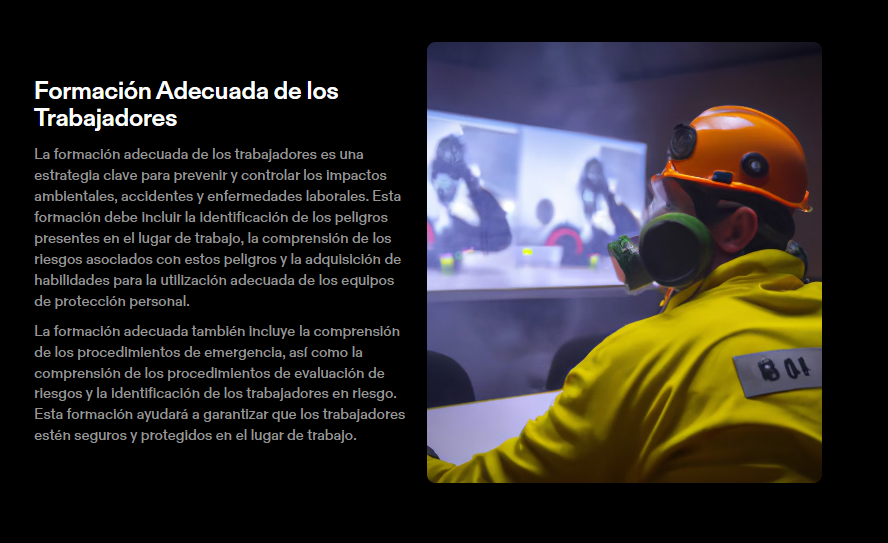 Formación Adecuada de los
Trabajadores
La formación adecuada de los trabajadores es una
estrategia clave para prevenir y controlar los impactos
ambientales, accidentes y enfermedades laborales. Esta
formación debe incluir la identificación de los peligros
presentes en el lugar de trabajo, la comprensión de los
riesgos asociados con estos peligros y la adquisición de
habilidades para la utilización adecuada de los equipos
de protección personal.
La formación adecuada también incluye la comprensión
de los procedimientos de emergencia, así como la
comprensión de los procedimientos de evaluación de
riesgos y la identificación de los trabajadores en riesgo.
Esta formación ayudará a garantizar que los trabajadores
estén seguros y protegidos en el lugar de trabajo.